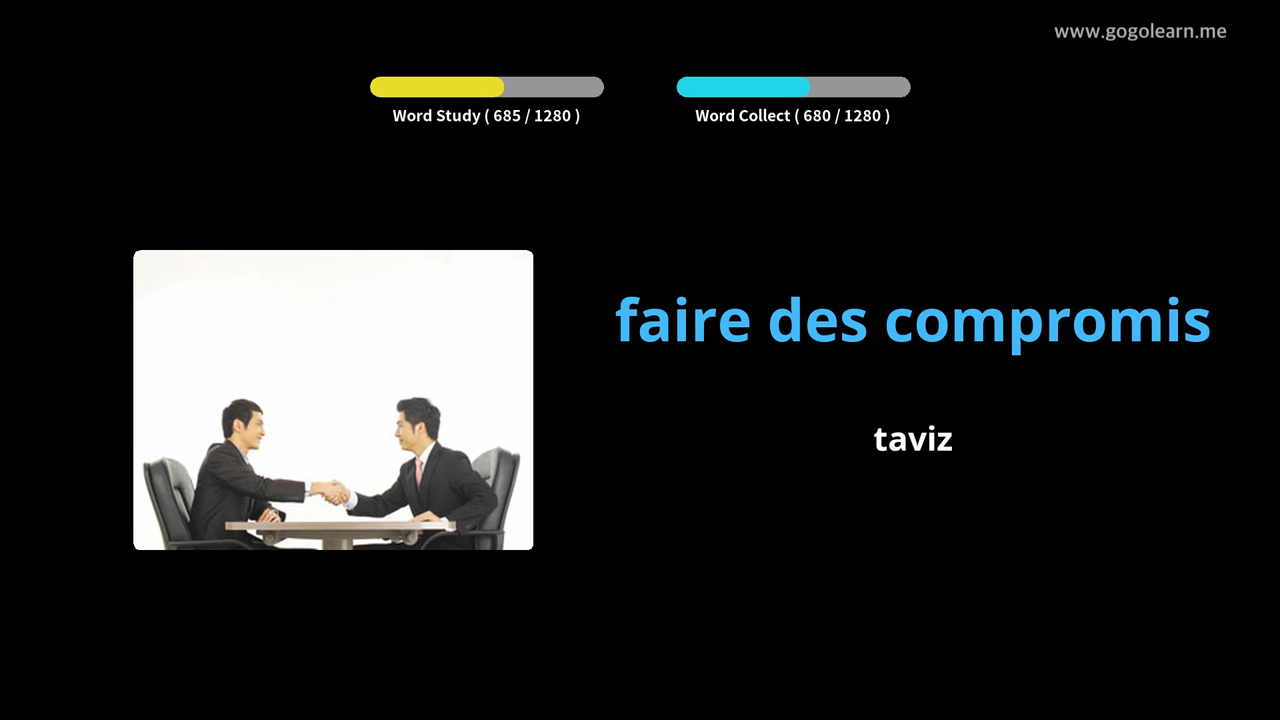 www.gogolearn.me
Word Study ( 685 / 1280 )
Word Collect ( 680 / 1280 )
faire des compromis
taviz